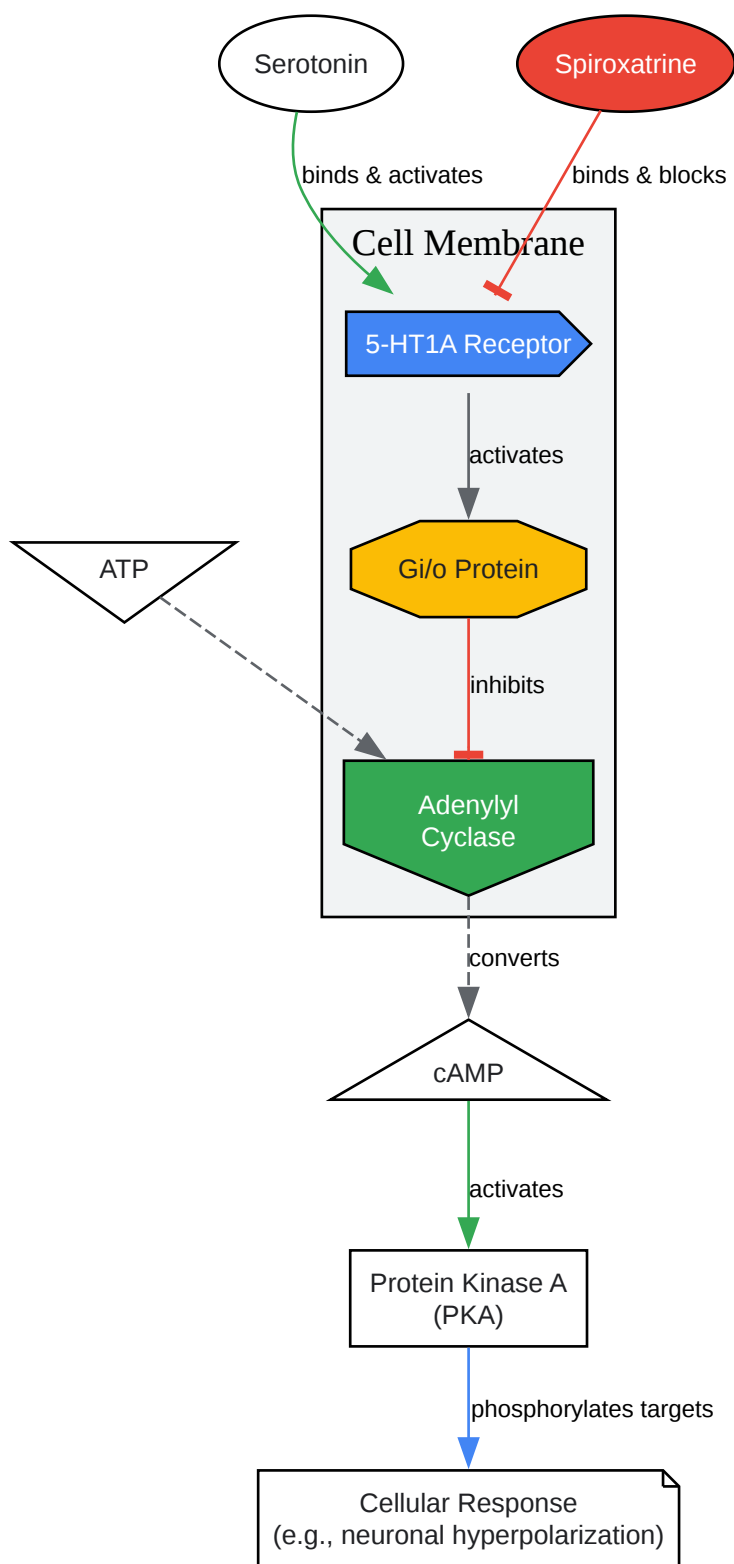 Serotonin
Spiroxatrine
binds & activates
binds & blocks
Cell Membrane
5-HT1A Receptor
activates
ATP
Gi/o Protein
inhibits
Adenylyl
Cyclase
converts
cAMP
activates
Protein Kinase A
(PKA)
phosphorylates targets
Cellular Response
(e.g., neuronal hyperpolarization)